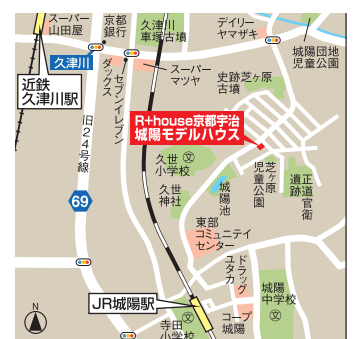 スーパー
山田屋
京都
銀行
久津川
車塚古墳
デイリー
ヤマザキ
城陽団地
児童公園
久津川
近鉄
久津川駅
ダックス
セブンイレブン
スーパー
マツヤ
史跡芝ヶ原
古墳
R+house京都宇治
城陽モデルハウス
旧24号線
久世
小学校
文
芝ヶ原
児童公園
正道官衙
遺跡
69
久世
神社
城陽池
東部
コミュニテイ
センター
ドラッグ
ユタカ
城陽
中学校
文
JR城陽駅
N
寺田
小学校
文
コープ
城陽